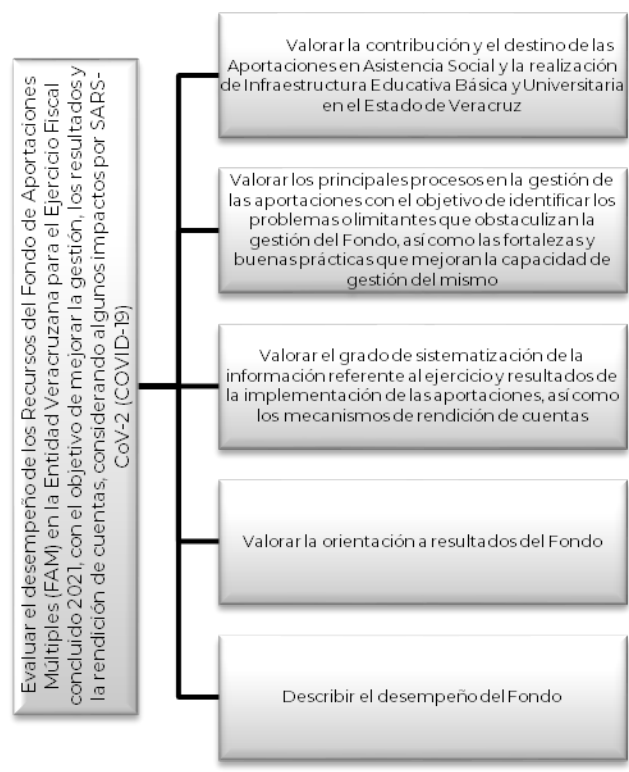 Evaluar el desempeño de los Recursos del Fondo de Aportaciones
Múltiples (FAM) en la Entidad Veracruzana para el Ejercicio Fiscal
concluido 2021, con el objetivo de mejorar la gestión, los resultados y
la rendición de cuentas, considerando algunos impactos por SARS-
CoV-2 (COVID-19)
Valorar la contribución y el destino de las
Aportaciones en Asistencia Social y la realización
de Infraestructura Educativa Básica y Universitaria
en el Estado de Veracruz
Valorar los principales procesos en la gestión de
las aportaciones con el objetivo de identificar los
problemas o limitantes que obstaculizan la
gestión del Fondo, así como las fortalezas y
buenas prácticas que mejoran la capacidad de
gestión del mismo
Valorar el grado de sistematización de la
información referente al ejercicio y resultados de
la implementación de las aportaciones, así como
los mecanismos de rendición de cuentas
Valorar la orientación a resultados del Fondo
Describir el desempeño del Fondo